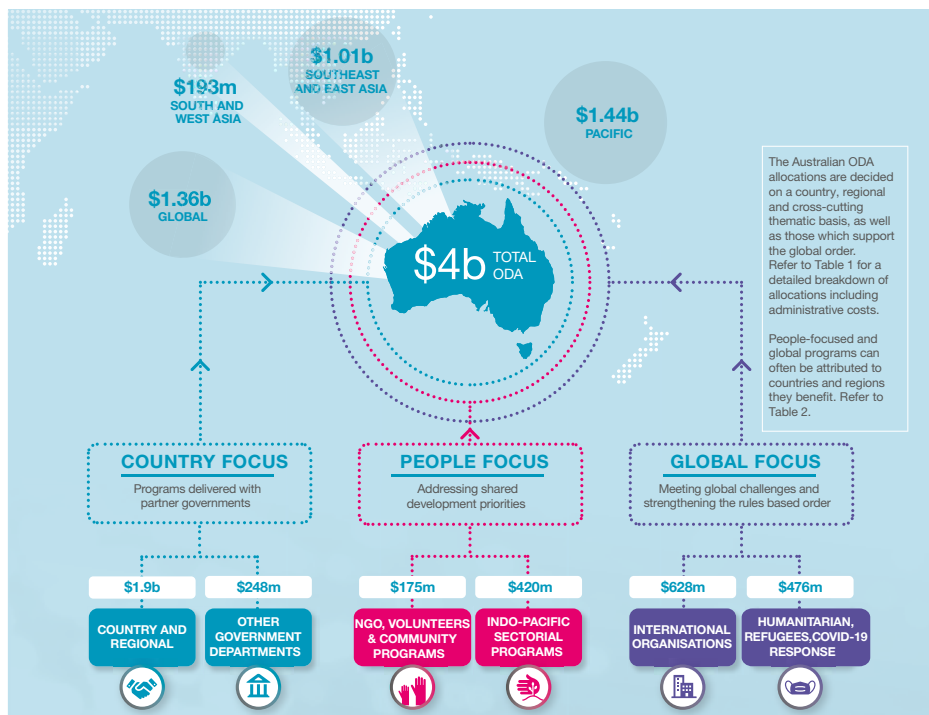 $1.01b
SOUTHEAST
AND EAST ASIA
$193m
SOUTH AND
WEST ASIA
$1.44b
PACIFIC
$1.36b
GLOBAL
$4b TOTAL
ODA
The Australian ODA
allocations are decided
on a country, regional
and cross-cutting
thematic basis, as well
as those which support
the global order.
Refer to Table 1 for a
detailed breakdown of
allocations including
administrative costs.
People-focused and
global programs can
often be attributed to
countries and regions
they benefit. Refer to
Table 2.
COUNTRY FOCUS
Programs delivered with
partner governments
PEOPLE FOCUS
Addressing shared
development priorities
GLOBAL FOCUS
Meeting global challenges and
strengthening the rules based order
$1.9b
COUNTRY AND
REGIONAL
$248m
OTHER
GOVERNMENT
DEPARTMENTS
$175m
NGO, VOLUNTEERS
& COMMUNITY
PROGRAMS
$420m
INDO-PACIFIC
SECTORIAL
PROGRAMS
$628m
INTERNATIONAL
ORGANISATIONS
$476m
HUMANITARIAN,
REFUGEES,COVID-19
RESPONSE